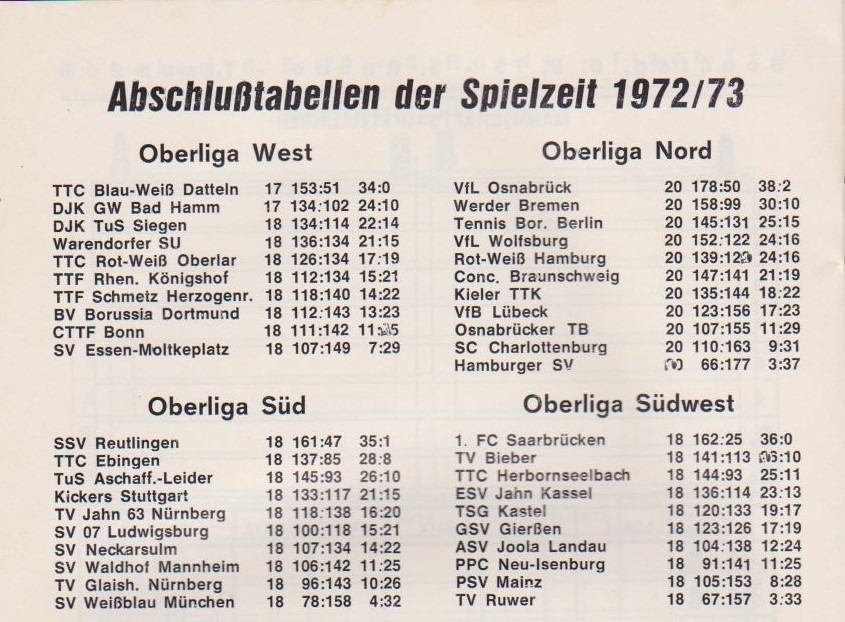 Abschlußtabellen der Spielzeit 1972/73
Oberliga West
TTC Blau-Weiß Datteln 17 153:51 34:0
DJK GW Bad Hamm 17 134:102 24:10
DJK TuS Siegen 18 134:114 22:14
Warendorfer SU 18 136:134 21:15
TTC Rot-Weiß Oberlar 18 126:134 17:19
TTF Rhen. Königshof 18 112:134 15:21
TTF Schmetz Herzogenr. 18 118:140 14:22
BV Borussia Dortmund 18 112:143 13:23
CTTF Bonn 18 111:142
SV Essen-Moltkeplatz 18 107:149 7:29
Oberliga Nord
VfL Osnabrück 20 178:50 38:2
Werder Bremen 20 158:99 30:10
Tennis Bor. Berlin 20 145:131 25:15
VfL Wolfsburg 20 152:122 24:16
Rot-Weiß Hamburg 20 24:16
Conc. Braunschweig 20 147:141 21:19
Kieler TTK 20 135:144 18:22
VfB Lübeck 20 123:156 17:23
Osnabrücker TB 20 107:155 11:29
SC Charlottenburg 20 110:163 9:31
Hamburger SV 66:177 3:37
Oberliga Süd
SSV Reutlingen 18 161:47 35:1
TTC Ebingen 18 137:85 28:8
TuS Aschaff.-Leider 18 145:93 26:10
Kickers Stuttgart 18 133:117 21:15
TV Jahn 63 Nürnberg 18 118:138 16:20
SV 07 Ludwigsburg 18 100:118 15:21
SV Neckarsulm 18 107:134 14:22
SV Waldhof Mannheim 18 106:142 11:25
TV Glaish. Nürnberg 18 96:143 10:26
SV Weißblau München 18 78:158 4:32
Oberliga Südwest
1. FC Saarbrücken 18 162:25 36:0
TV Bieber 18 141:113
TTC Herbornseelbach 18 144:93 25:11
ESV Jahn Kassel 18 136:114 23:13
TSG Kastel 18 120:133 19:17
GSV Gierßen 18 123:126 17:19
ASV Joola Landau 18 104:138 12:24
PPC Neu-Isenburg 18 91:141 11:25
PSV Mainz 18 105:153 8:28
TV Ruwer 18 67:157 3:33